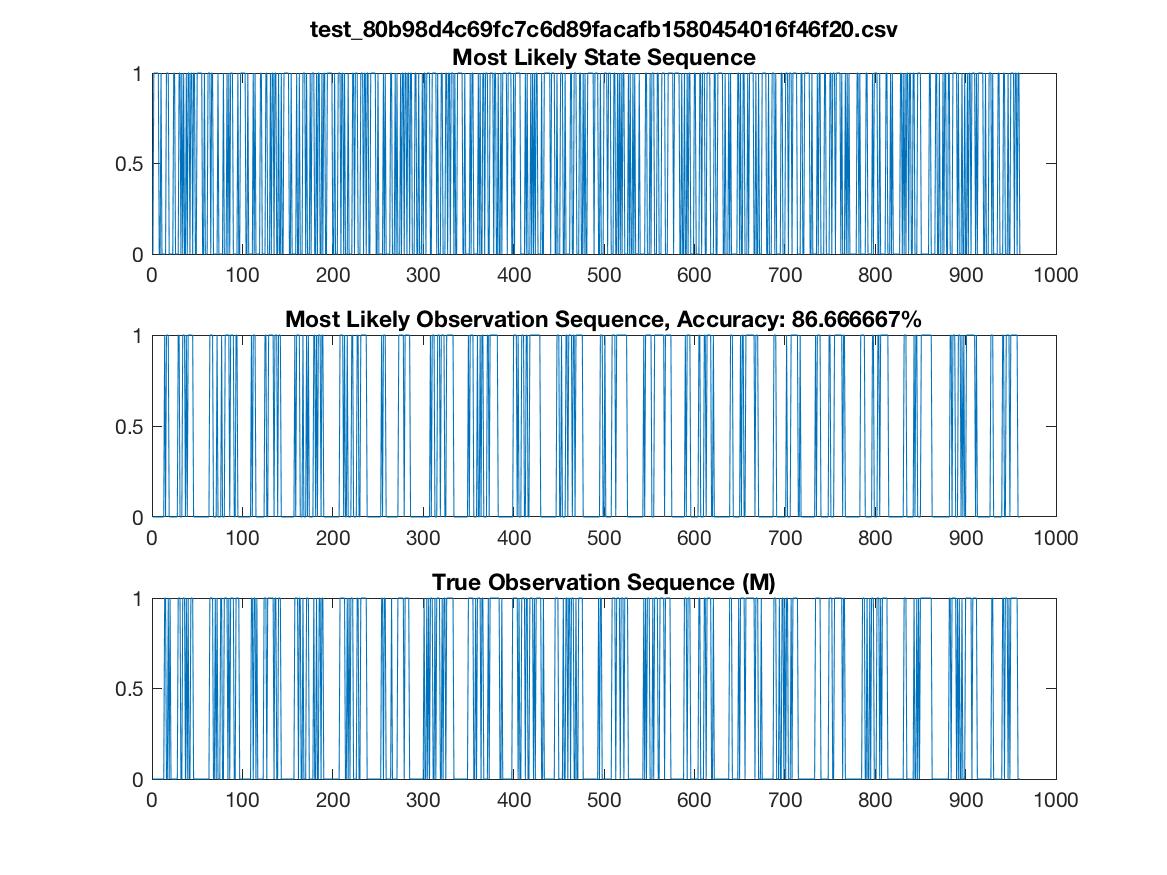 test_80b98d4c69fc7c6d89facafb1580454016f46f20.csv
Most Likely State Sequence
1
0.5
0
0 100 200 300 400 500 600 700 800 900 1000
Most Likely Observation Sequence, Accuracy: 86.666667%
1
0.5
0
0 100 200 300 400 500 600 700 800 900 1000
True Observation Sequence (M)
1
0.5
0
0 100 200 300 400 500 600 700 800 900 1000